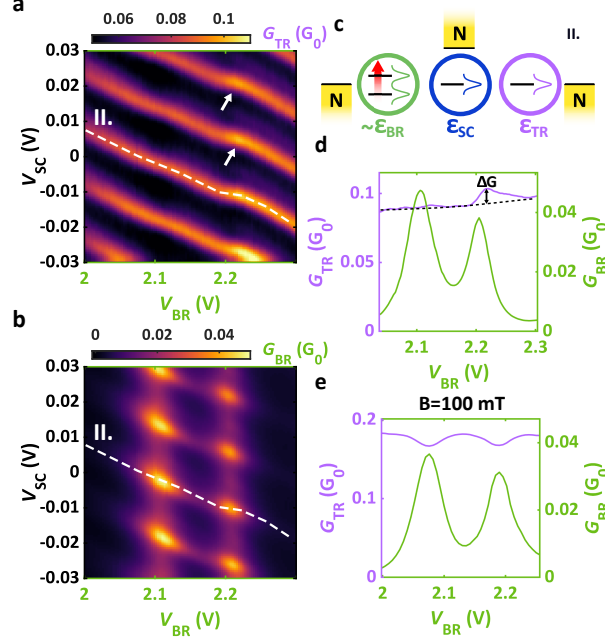 a
0.06 0.08 0.1 G_TR (G_0)
0.03
0.02
0.01
0
-0.01
-0.02
-0.03
V_SC (V)
II.
2 2.1 2.2
V_BR (V)
b
0 0.02 0.04 G_BR (G_0)
0.03
0.02
0.01
0
-0.01
-0.02
-0.03
V_SC (V)
II.
2 2.1 2.2
V_BR (V)
c
N II.
N N
~ε_BR ε_SC ε_TR
d
ΔG
0.1
0.05
0
G_TR (G_0)
0.04
0.02
0
G_BR (G_0)
2.1 2.2 2.3
V_BR (V)
e
B=100 mT
0.2
0.1
0
G_TR (G_0)
0.04
0.02
0
G_BR (G_0)
2 2.1 2.2
V_BR (V)